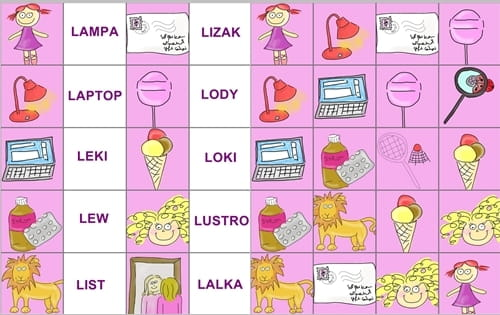 LAMPA LIZAK
LAPTOP LODY
LEKI LOKI
LEW LUSTRO
LIST LALKA